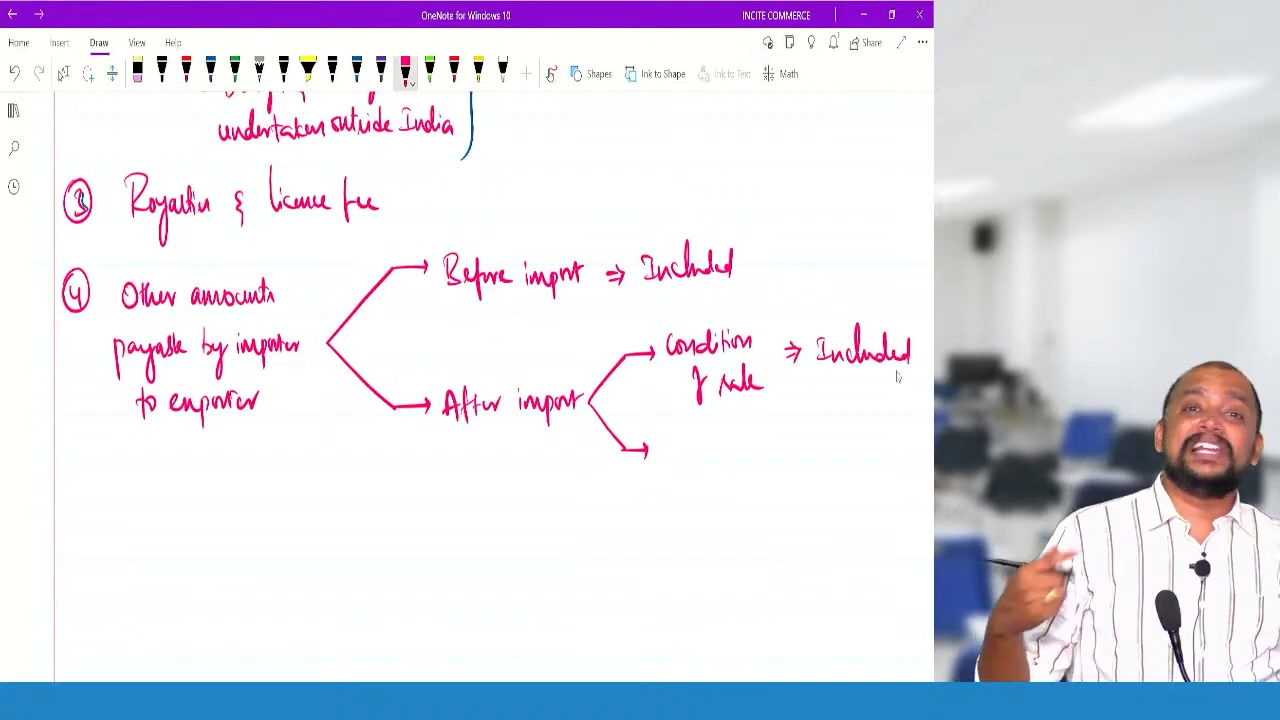 OneNote for Windows 10
INCITE COMMERCE
Home Insert Draw View Help
Share
Shapes Ink to Shape Ink to Text Math
undertaken outside India
3 Royalties & licence fee
4 Other amounts
payable by importer
to exporter
Before import ⇒ Included
After import
Condition
of sale
⇒ Included